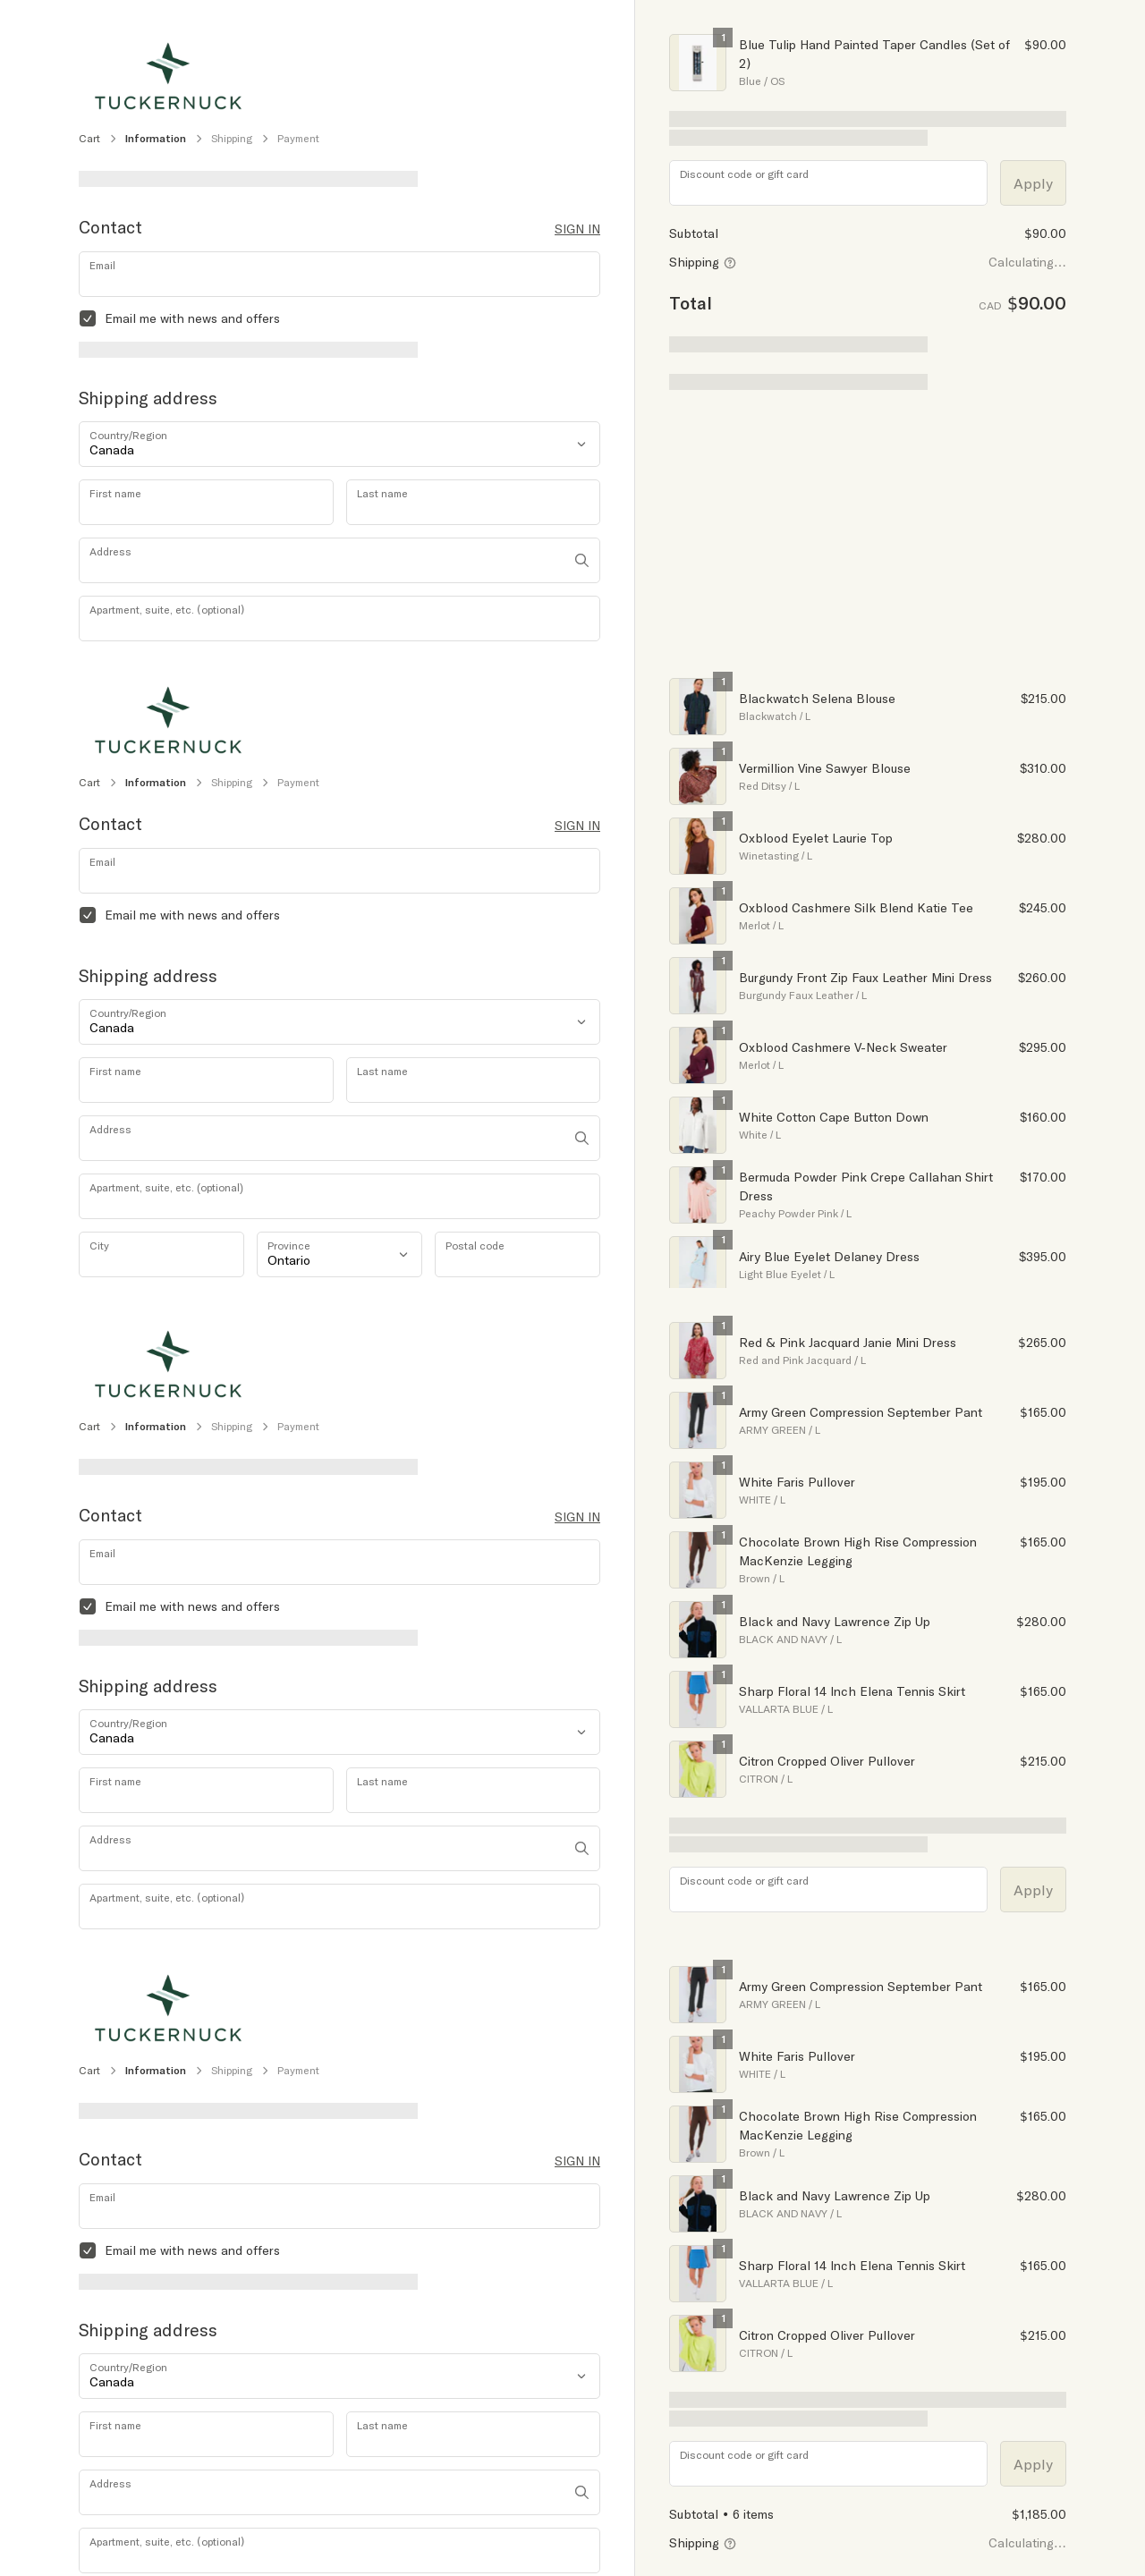 TUCKERNUCK
Cart > Information > Shipping > Payment
Contact
SIGN IN
Email
Email me with news and offers
Shipping address
Country/Region
Canada
First name
Last name
Address
Apartment, suite, etc. (optional)
1
Blue Tulip Hand Painted Taper Candles (Set of
2)
$90.00
Blue / OS
Discount code or gift card
Apply
Subtotal
$90.00
Shipping
Calculating...
Total
CAD $90.00
TUCKERNUCK
Cart > Information > Shipping > Payment
Contact
SIGN IN
Email
Email me with news and offers
Shipping address
Country/Region
Canada
First name
Last name
Address
Apartment, suite, etc. (optional)
City
Province
Ontario
Postal code
1
Blackwatch Selena Blouse
$215.00
Blackwatch / L
1
Vermillion Vine Sawyer Blouse
$310.00
Red Ditsy / L
1
Oxblood Eyelet Laurie Top
$280.00
Winetasting / L
1
Oxblood Cashmere Silk Blend Katie Tee
$245.00
Merlot / L
1
Burgundy Front Zip Faux Leather Mini Dress
$260.00
Burgundy Faux Leather / L
1
Oxblood Cashmere V-Neck Sweater
$295.00
Merlot / L
1
White Cotton Cape Button Down
$160.00
White / L
1
Bermuda Powder Pink Crepe Callahan Shirt
Dress
$170.00
Peachy Powder Pink / L
1
Airy Blue Eyelet Delaney Dress
$395.00
Light Blue Eyelet / L
TUCKERNUCK
Cart > Information > Shipping > Payment
Contact
SIGN IN
Email
Email me with news and offers
Shipping address
Country/Region
Canada
First name
Last name
Address
Apartment, suite, etc. (optional)
1
Red & Pink Jacquard Janie Mini Dress
$265.00
Red and Pink Jacquard / L
1
Army Green Compression September Pant
$165.00
ARMY GREEN / L
1
White Faris Pullover
$195.00
WHITE / L
1
Chocolate Brown High Rise Compression
MacKenzie Legging
$165.00
Brown / L
1
Black and Navy Lawrence Zip Up
$280.00
BLACK AND NAVY / L
1
Sharp Floral 14 Inch Elena Tennis Skirt
$165.00
VALLARTA BLUE / L
1
Citron Cropped Oliver Pullover
$215.00
CITRON / L
Discount code or gift card
Apply
TUCKERNUCK
Cart > Information > Shipping > Payment
Contact
SIGN IN
Email
Email me with news and offers
Shipping address
Country/Region
Canada
First name
Last name
Address
Apartment, suite, etc. (optional)
1
Army Green Compression September Pant
$165.00
ARMY GREEN / L
1
White Faris Pullover
$195.00
WHITE / L
1
Chocolate Brown High Rise Compression
MacKenzie Legging
$165.00
Brown / L
1
Black and Navy Lawrence Zip Up
$280.00
BLACK AND NAVY / L
1
Sharp Floral 14 Inch Elena Tennis Skirt
$165.00
VALLARTA BLUE / L
1
Citron Cropped Oliver Pullover
$215.00
CITRON / L
Discount code or gift card
Apply
Subtotal • 6 items
$1,185.00
Shipping
Calculating...